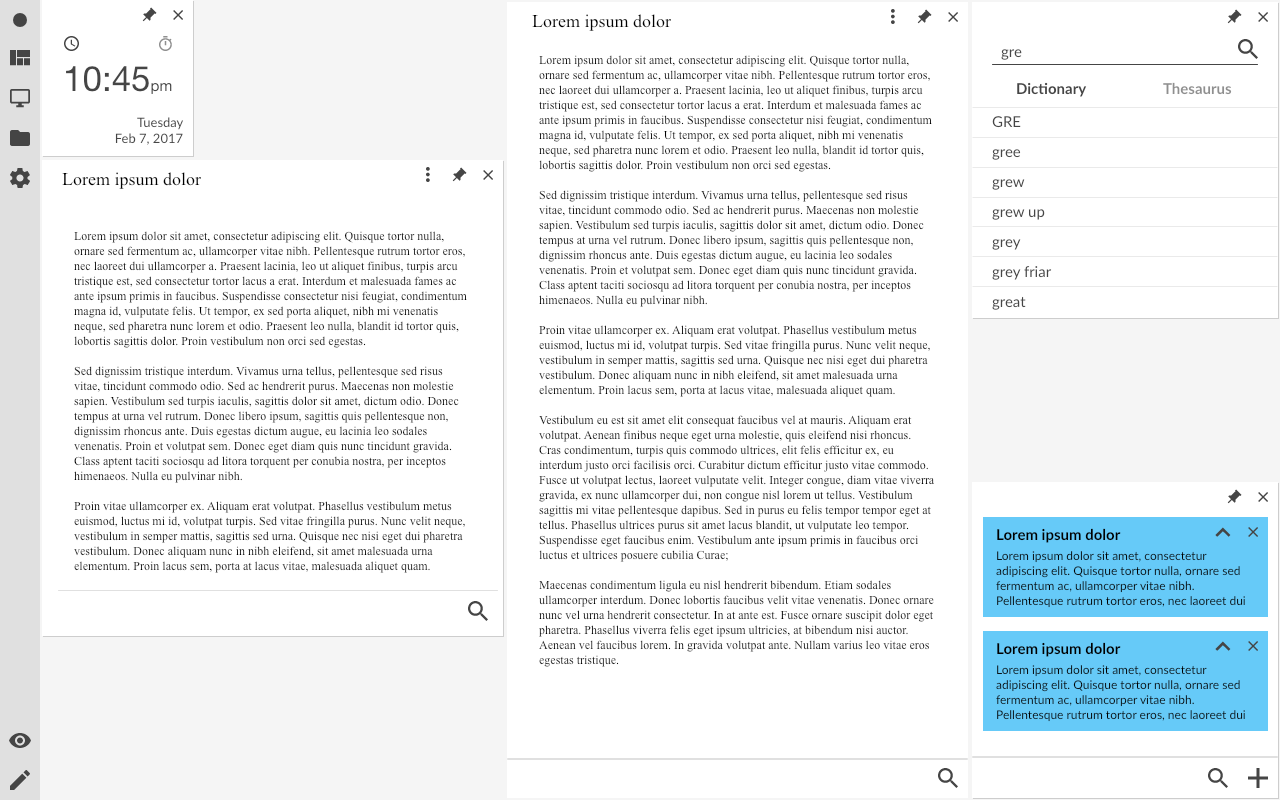 10:45pm
Tuesday
Feb 7, 2017
Lorem ipsum dolor
Lorem ipsum dolor sit amet, consectetur adipiscing elit. Quisque tortor nulla,
ornare sed fermentum ac, ullamcorper vitae nibh. Pellentesque rutrum tortor eros,
nec laoreet dui ullamcorper a. Praesent lacinia, leo ut aliquet finibus, turpis arcu
tristique est, sed consectetur tortor lacus a erat. Interdum et malesuada fames ac
ante ipsum primis in faucibus. Suspendisse consectetur nisi feugiat, condimentum
magna id, vulputate felis. Ut tempor, ex sed porta aliquet, nibh mi venenatis
neque, sed pharetra nunc lorem et odio. Praesent leo nulla, blandit id tortor quis,
lobortis sagittis dolor. Proin vestibulum non orci sed egestas.
Sed dignissim tristique interdum. Vivamus urna tellus, pellentesque sed risus
vitae, tincidunt commodo odio. Sed ac hendrerit purus. Maecenas non molestie
sapien. Vestibulum sed turpis iaculis, sagittis dolor sit amet, dictum odio. Donec
tempus at urna vel rutrum. Donec libero ipsum, sagittis quis pellentesque non,
dignissim rhoncus ante. Duis egestas dictum augue, eu lacinia leo sodales
venenatis. Proin et volutpat sem. Donec eget diam quis nunc tincidunt gravida.
Class aptent taciti sociosqu ad litora torquent per conubia nostra, per inceptos
himenaeos. Nulla eu pulvinar nibh.
Proin vitae ullamcorper ex. Aliquam erat volutpat. Phasellus vestibulum metus
euismod, luctus mi id, volutpat turpis. Sed vitae fringilla purus. Nunc velit neque,
vestibulum in semper mattis, sagittis sed urna. Quisque nec nisi eget dui pharetra
vestibulum. Donec aliquam nunc in nibh eleifend, sit amet malesuada urna
elementum. Proin lacus sem, porta at lacus vitae, malesuada aliquet quam.
Lorem ipsum dolor
Lorem ipsum dolor sit amet, consectetur adipiscing elit. Quisque tortor nulla,
ornare sed fermentum ac, ullamcorper vitae nibh. Pellentesque rutrum tortor eros,
nec laoreet dui ullamcorper a. Praesent lacinia, leo ut aliquet finibus, turpis arcu
tristique est, sed consectetur tortor lacus a erat. Interdum et malesuada fames ac
ante ipsum primis in faucibus. Suspendisse consectetur nisi feugiat, condimentum
magna id, vulputate felis. Ut tempor, ex sed porta aliquet, nibh mi venenatis
neque, sed pharetra nunc lorem et odio. Praesent leo nulla, blandit id tortor quis,
lobortis sagittis dolor. Proin vestibulum non orci sed egestas.
Sed dignissim tristique interdum. Vivamus urna tellus, pellentesque sed risus
vitae, tincidunt commodo odio. Sed ac hendrerit purus. Maecenas non molestie
sapien. Vestibulum sed turpis iaculis, sagittis dolor sit amet, dictum odio. Donec
tempus at urna vel rutrum. Donec libero ipsum, sagittis quis pellentesque non,
dignissim rhoncus ante. Duis egestas dictum augue, eu lacinia leo sodales
venenatis. Proin et volutpat sem. Donec eget diam quis nunc tincidunt gravida.
Class aptent taciti sociosqu ad litora torquent per conubia nostra, per inceptos
himenaeos. Nulla eu pulvinar nibh.
Proin vitae ullamcorper ex. Aliquam erat volutpat. Phasellus vestibulum metus
euismod, luctus mi id, volutpat turpis. Sed vitae fringilla purus. Nunc velit neque,
vestibulum in semper mattis, sagittis sed urna. Quisque nec nisi eget dui pharetra
vestibulum. Donec aliquam nunc in nibh eleifend, sit amet malesuada urna
elementum. Proin lacus sem, porta at lacus vitae, malesuada aliquet quam.
Vestibulum eu est sit amet elit consequat faucibus vel at mauris. Aliquam erat
volutpat. Aenean finibus neque eget urna molestie, quis eleifend nisi rhoncus.
Cras condimentum, turpis quis commodo ultrices, elit felis efficitur ex, eu
interdum justo orci facilisis orci. Curabitur dictum efficitur justo vitae commodo.
Fusce ut volutpat lectus, laoreet vulputate velit. Integer congue, diam vitae viverra
gravida, ex nunc ullamcorper dui, non congue nisl lorem ut tellus. Vestibulum
sagittis mi vitae pellentesque dapibus. Sed in purus eu felis tempor tempor eget at
tellus. Phasellus ultrices purus sit amet lacus blandit, ut vulputate leo tempor.
Suspendisse eget faucibus enim. Vestibulum ante ipsum primis in faucibus orci
luctus et ultrices posuere cubilia Curae;
Maecenas condimentum ligula eu nisl hendrerit bibendum. Etiam sodales
ullamcorper interdum. Donec lobortis faucibus velit vitae venenatis. Donec ornare
nunc vel urna hendrerit consectetur. In at ante est. Fusce ornare suscipit dolor eget
pharetra. Phasellus viverra felis eget ipsum ultricies, at bibendum nisi auctor.
Aenean vel faucibus lorem. In gravida volutpat ante. Nullam varius leo vitae eros
egestas tristique.
gre
Dictionary Thesaurus
GRE
gree
grew
grew up
grey
grey friar
great
Lorem ipsum dolor
Lorem ipsum dolor sit amet, consectetur
adipiscing elit. Quisque tortor nulla, ornare sed
fermentum ac, ullamcorper vitae nibh.
Pellentesque rutrum tortor eros, nec laoreet dui
Lorem ipsum dolor
Lorem ipsum dolor sit amet, consectetur
adipiscing elit. Quisque tortor nulla, ornare sed
fermentum ac, ullamcorper vitae nibh.
Pellentesque rutrum tortor eros, nec laoreet dui